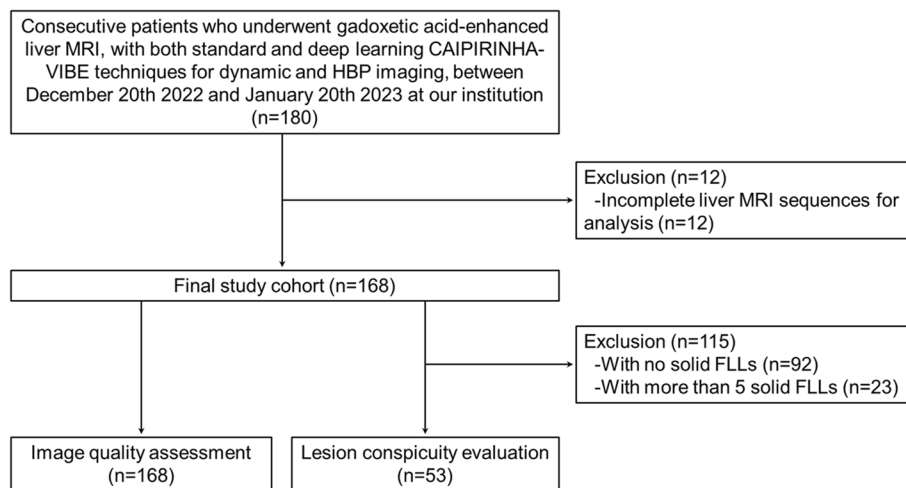 Consecutive patients who underwent gadoxetic acid-enhanced
liver MRI, with both standard and deep learning CAIPIRINHA-
VIBE techniques for dynamic and HBP imaging, between
December 20th 2022 and January 20th 2023 at our institution
(n=180)
Exclusion (n=12)
-Incomplete liver MRI sequences for
analysis (n=12)
Final study cohort (n=168)
Exclusion (n=115)
-With no solid FLLs (n=92)
-With more than 5 solid FLLs (n=23)
Image quality assessment
(n=168)
Lesion conspicuity evaluation
(n=53)